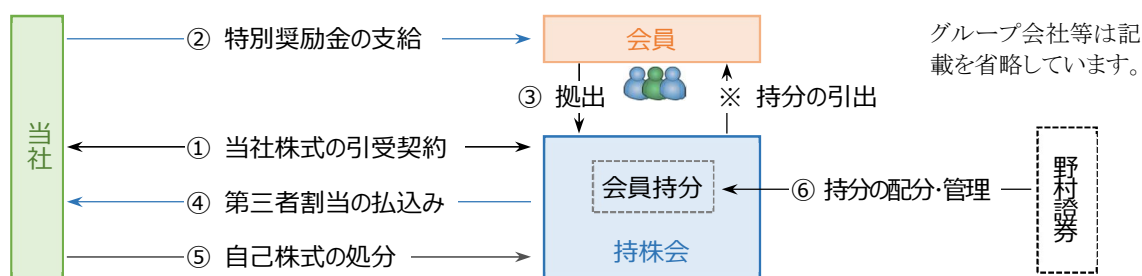 ② 特別奨励金の支給
会員
グループ会社等は記
載を省略しています。
③ 拠出
※ 持分の引出
当社
① 当社株式の引受契約
会員持分
⑥ 持分の配分・管理
野村證券
④ 第三者割当の払込み
⑤ 自己株式の処分
持株会